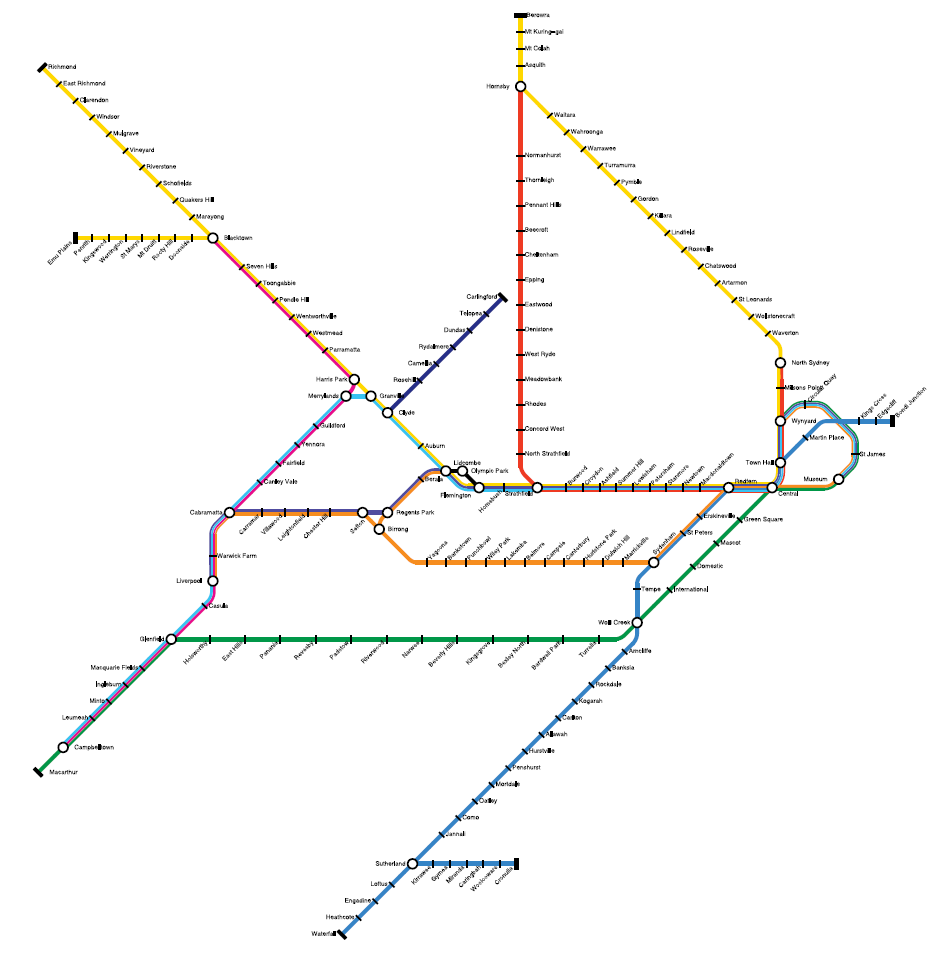 Berowra
Mt Kuring-gai
Mt Colah
Asquith
Hornsby
Richmond
East Richmond
Clarendon
Windsor
Mulgrave
Vineyard
Riverstone
Schofields
Quakers Hill
Marayong
Blacktown
Emu Plains
Penrith
Kingswood
Werrington
St Marys
Mt Druitt
Rooty Hill
Doonside
Waitara
Wahroonga
Warrawee
Turramurra
Pymble
Gordon
Killara
Lindfield
Roseville
Chatswood
Artarmon
St Leonards
Wollstonecraft
Waverton
North Sydney
Milsons Point
Normanhurst
Thornleigh
Pennant Hills
Beecroft
Cheltenham
Epping
Eastwood
Denistone
West Ryde
Meadowbank
Rhodes
Concord West
North Strathfield
Seven Hills
Toongabbie
Pendle Hill
Wentworthville
Westmead
Parramatta
Harris Park
Merrylands
Granville
Clyde
Carlingford
Telopea
Dundas
Rydalmere
Camellia
Rosehill
Auburn
Lidcombe
Olympic Park
Flemington
Homebush
Strathfield
Burwood
Croydon
Ashfield
Summer Hill
Lewisham
Petersham
Stanmore
Newtown
Macdonaldtown
Redfern
Central
Town Hall
Wynyard
Circular Quay
St James
Museum
Martin Place
Kings Cross
Edgecliff
Bondi Junction
Guildford
Yennora
Fairfield
Canley Vale
Cabramatta
Carramar
Villawood
Leightonfield
Chester Hill
Sefton
Regents Park
Berala
Birrong
Yagoona
Bankstown
Punchbowl
Wiley Park
Lakemba
Belmore
Campsie
Canterbury
Hurlstone Park
Dulwich Hill
Marrickville
Sydenham
Erskineville
St Peters
Green Square
Mascot
Domestic
International
Tempe
Wolli Creek
Warwick Farm
Liverpool
Casula
Glenfield
Holsworthy
East Hills
Panania
Revesby
Padstow
Riverwood
Narwee
Beverly Hills
Kingsgrove
Bexley North
Bardwell Park
Turrella
Macquarie Fields
Ingleburn
Minto
Leumeah
Campbelltown
Macarthur
Arncliffe
Banksia
Rockdale
Kogarah
Carlton
Allawah
Hurstville
Penshurst
Mortdale
Oatley
Como
Jannali
Sutherland
Kirrawee
Gymea
Miranda
Caringbah
Woolooware
Cronulla
Loftus
Engadine
Heathcote
Waterfall